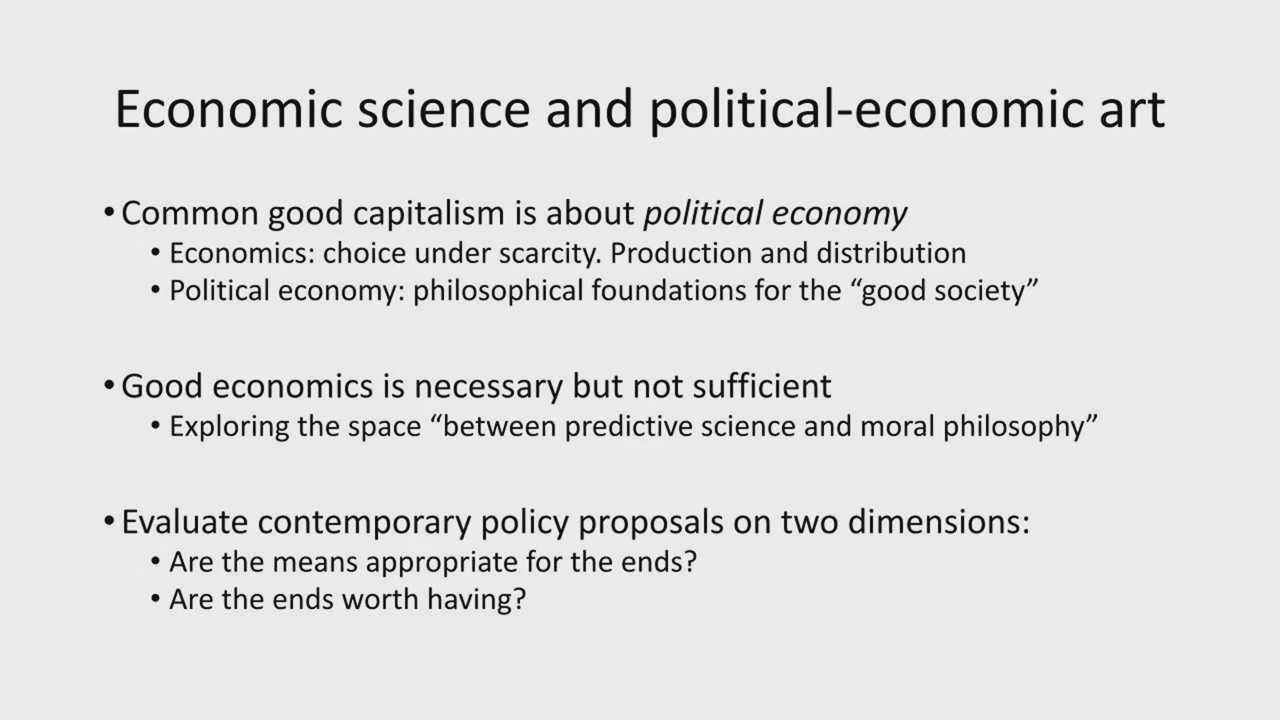 Economic science and political-economic art
• Common good capitalism is about political economy
• Economics: choice under scarcity. Production and distribution
• Political economy: philosophical foundations for the “good society”
• Good economics is necessary but not sufficient
• Exploring the space “between predictive science and moral philosophy”
• Evaluate contemporary policy proposals on two dimensions:
• Are the means appropriate for the ends?
• Are the ends worth having?